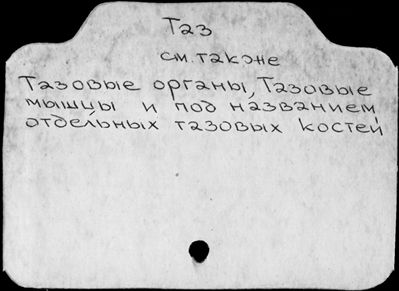 Таз
см. также
Тазовые органы, Тазовые
мышцы и под названием
отдельных тазовых костей